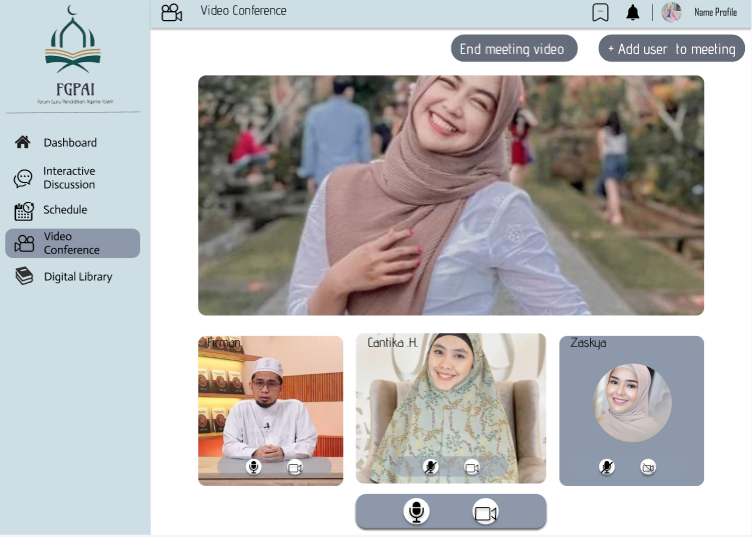 Video Conference
Name Profile
End meeting video
+ Add user to meeting
FGPAI
Forum Guru Pendidikan Agama Islam
Dashboard
Interactive
Discussion
Schedule
Video
Conference
Digital Library
Firman
Cantika .H.
Zaskya